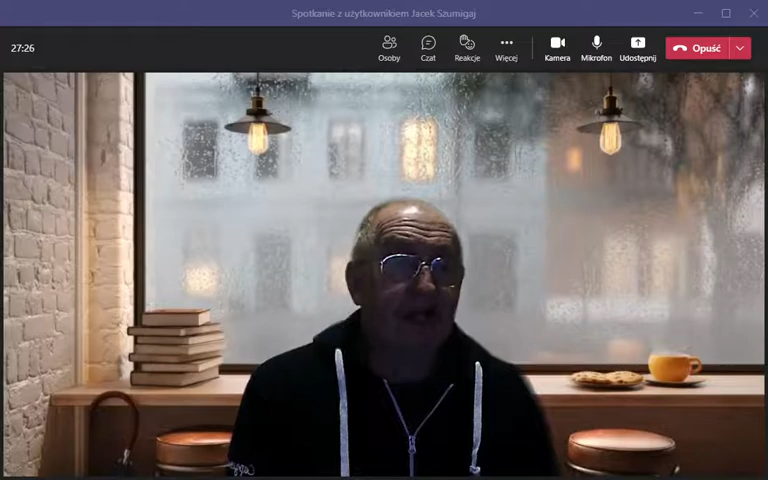 Spotkanie z użytkownikiem Jacek Szumigaj
27:26
Osoby
Czat
Reakcje
Więcej
Kamera
Mikrofon
Udostępnij
Opuść